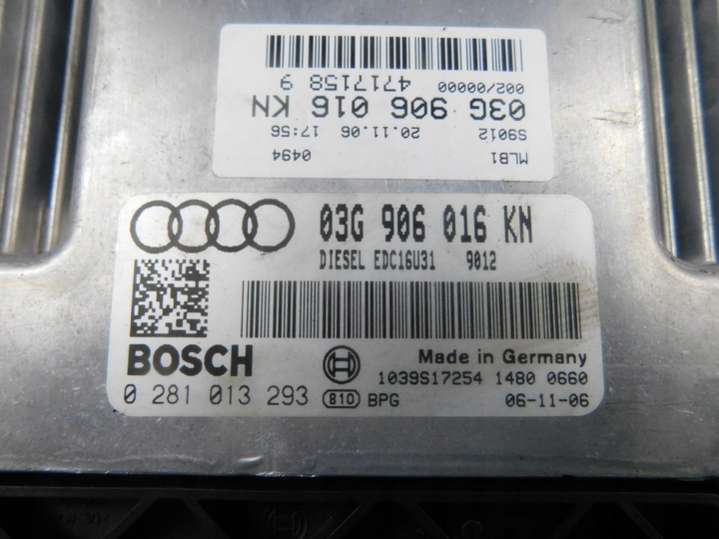 MLB1 0494
S9012 20.11.06 17:56
03G 906 016 KN
002/00000 4717158 9
03G 906 016 KN
DIESEL EDC16U31 9012
BOSCH
Made in Germany
1039S17254 1480 0660
0 281 013 293 810 BPG 06-11-06